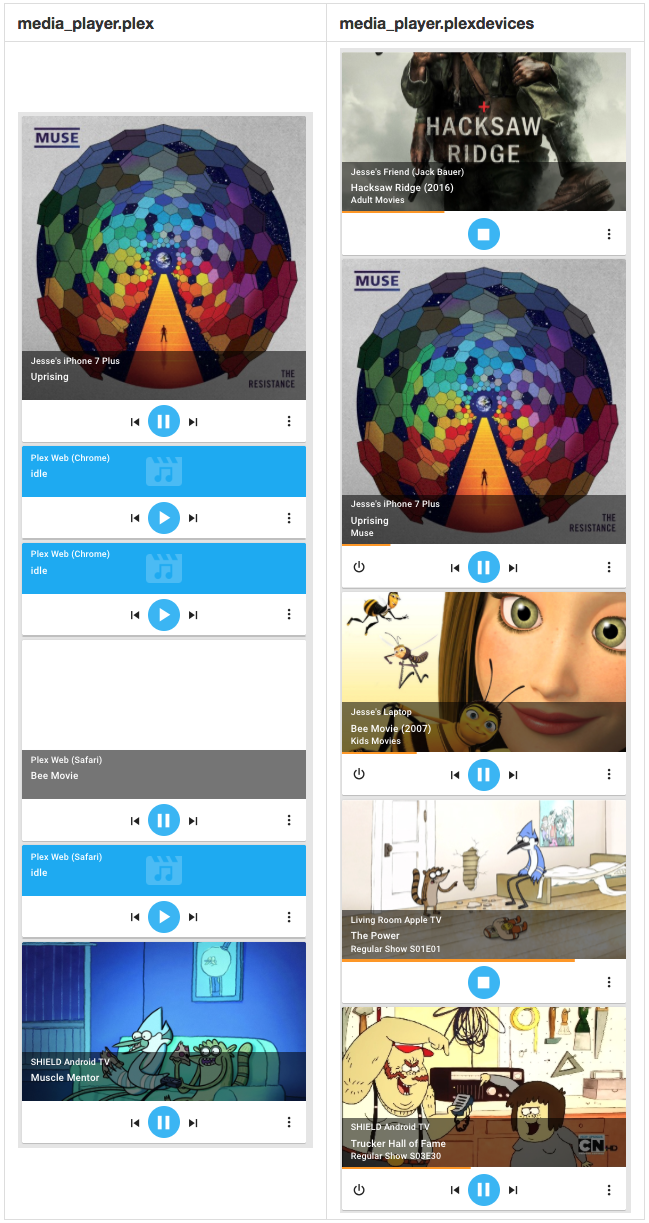 media_player.plex
MUSE
Jesse's iPhone 7 Plus
Uprising
THE
RESISTANCE
Plex Web (Chrome)
idle
Plex Web (Chrome)
idle
Plex Web (Safari)
Bee Movie
Plex Web (Safari)
idle
SHIELD Android TV
Muscle Mentor
media_player.plexdevices
HACKSAW
RIDGE
Jesse's Friend (Jack Bauer)
Hacksaw Ridge (2016)
Adult Movies
MUSE
Jesse's iPhone 7 Plus
Uprising
Muse
THE
RESISTANCE
Jesse's Laptop
Bee Movie (2007)
Kids Movies
Living Room Apple TV
The Power
Regular Show S01E01
SHIELD Android TV
Trucker Hall of Fame
Regular Show S03E30
CN HD